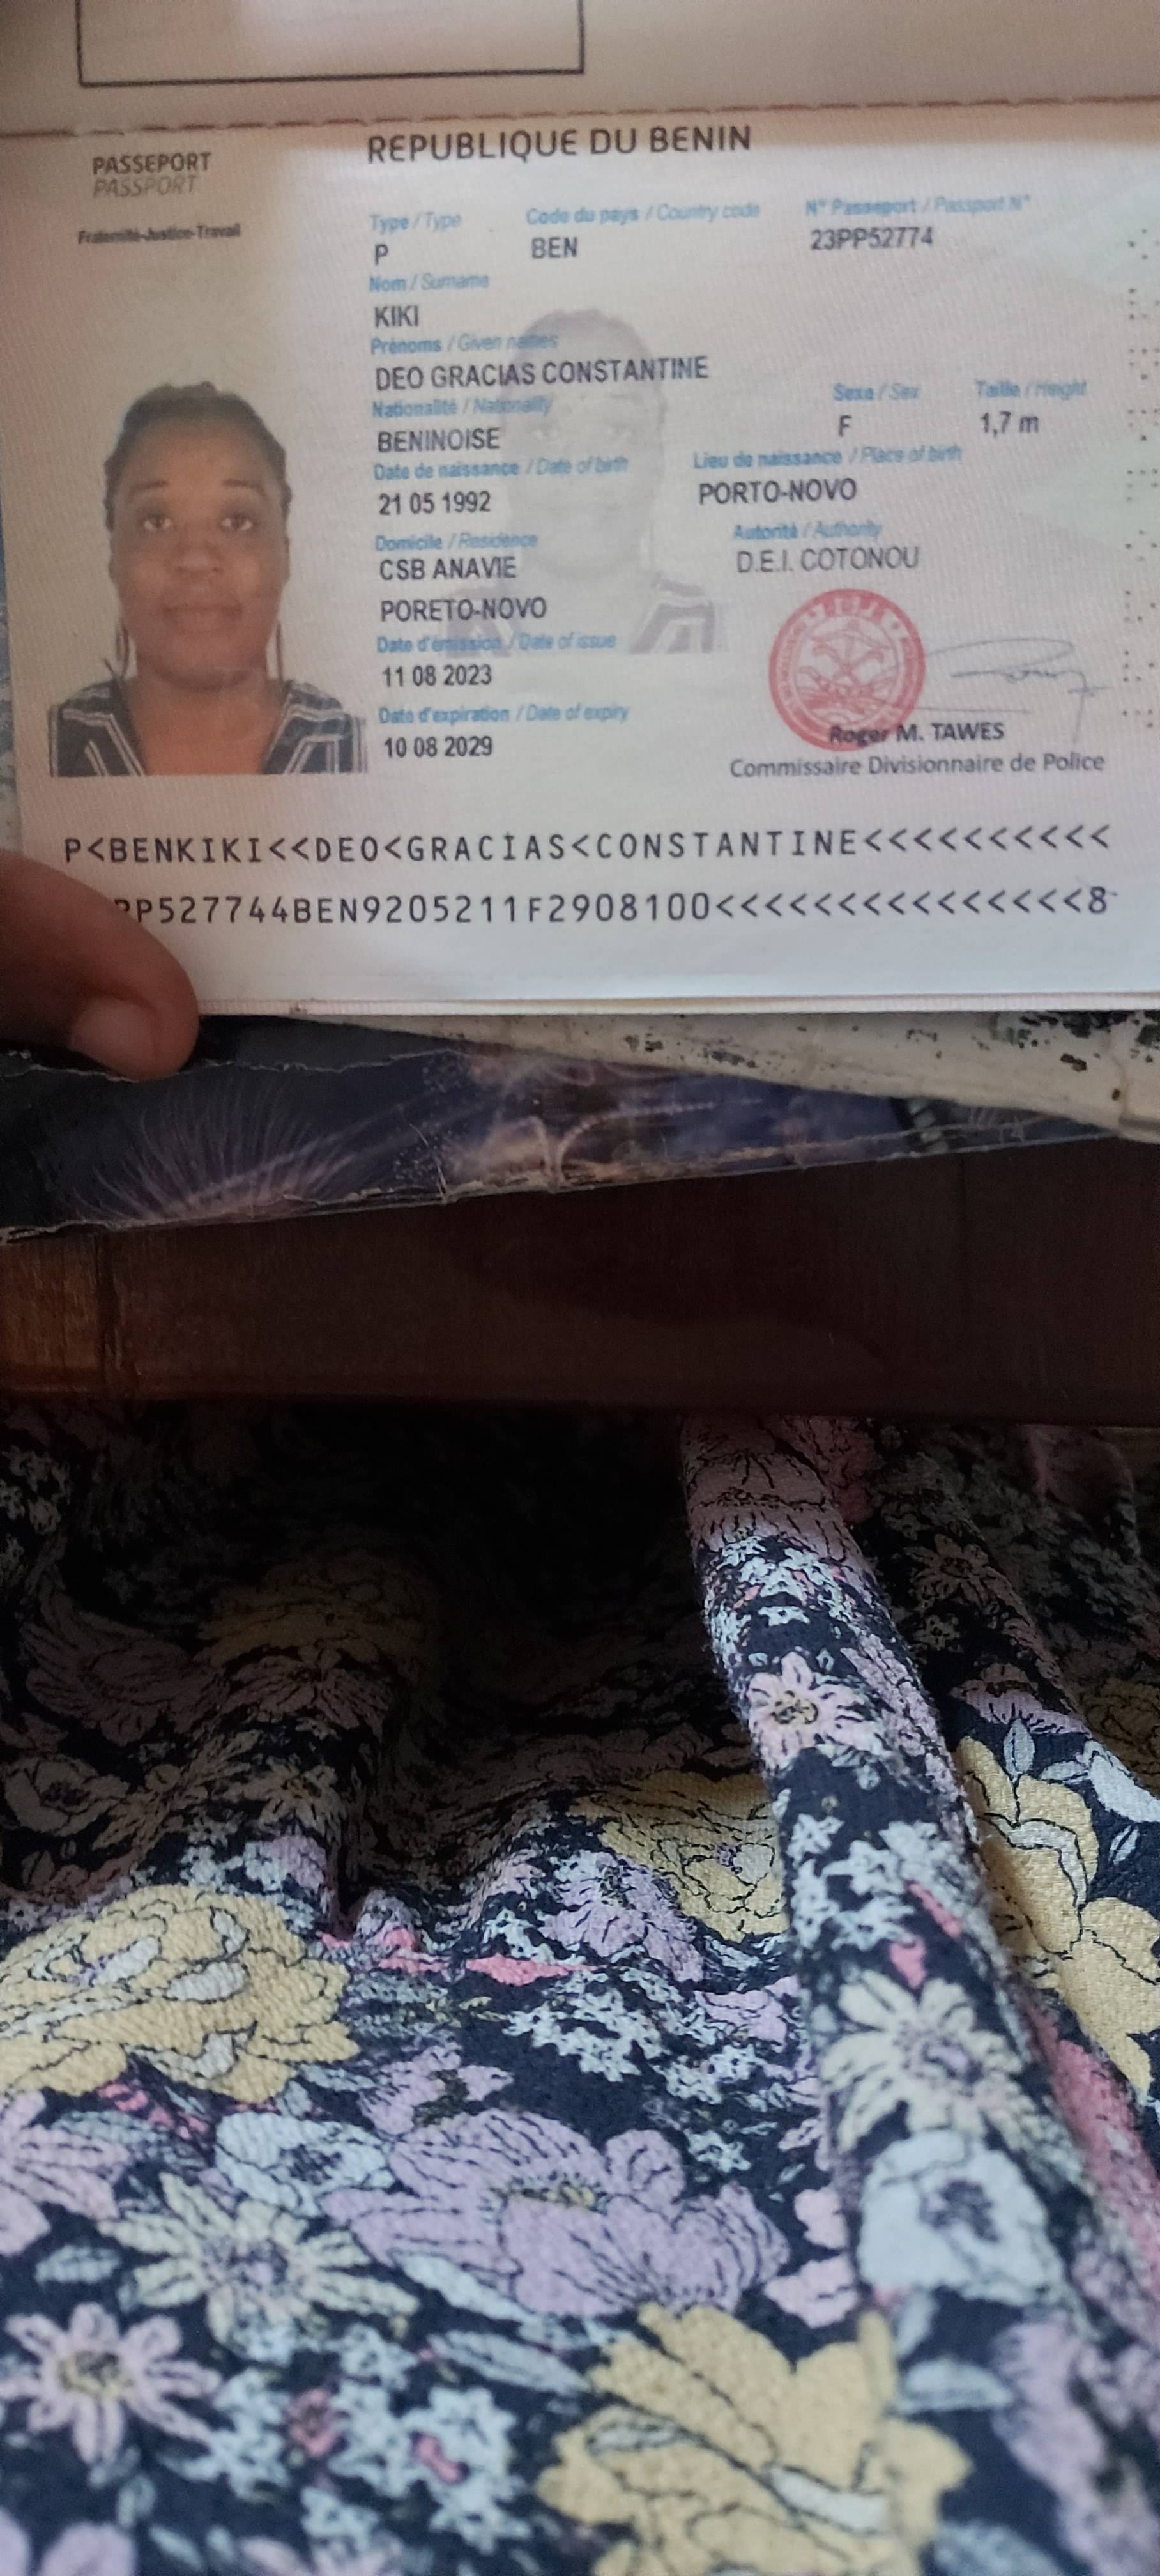 REPUBLIQUE DU BENIN
PASSEPORT
PASSPORT
Fraternité-Justice-Travail
Type / Type
Code du pays / Country code
N° Passeport / Passport N°
P
BEN
23PP52774
Nom / Surname
KIKI
Prénoms / Given names
DEO GRACIAS CONSTANTINE
Nationalité / Nationality
Sexe / Sex
Taille / Height
BENINOISE
F
1,7 m
Date de naissance / Date of birth
Lieu de naissance / Place of birth
21 05 1992
PORTO-NOVO
Domicile / Residence
Autorité / Authority
CSB ANAVIE
D.E.I. COTONOU
PORETO-NOVO
Date d'émission / Date of issue
11 08 2023
Date d'expiration / Date of expiry
10 08 2029
Roger M. TAWES
Commissaire Divisionnaire de Police
P<BENKIKI<<DEO<GRACIAS<CONSTANTINE<<<<<<<<<<
PP527744BEN9205211F2908100<<<<<<<<<<<<<<<8